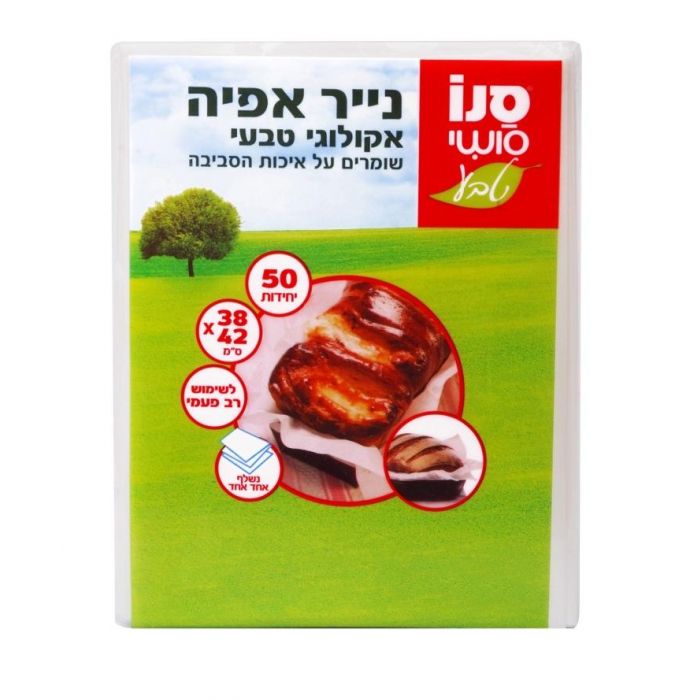 נייר אפיה
אקולוגי טבעי
שומרים על איכות הסביבה
סנו
סושי
טבע
50
יחידות
38
X
42
ס"מ
לשימוש
רב פעמי
נשלף
אחד אחד